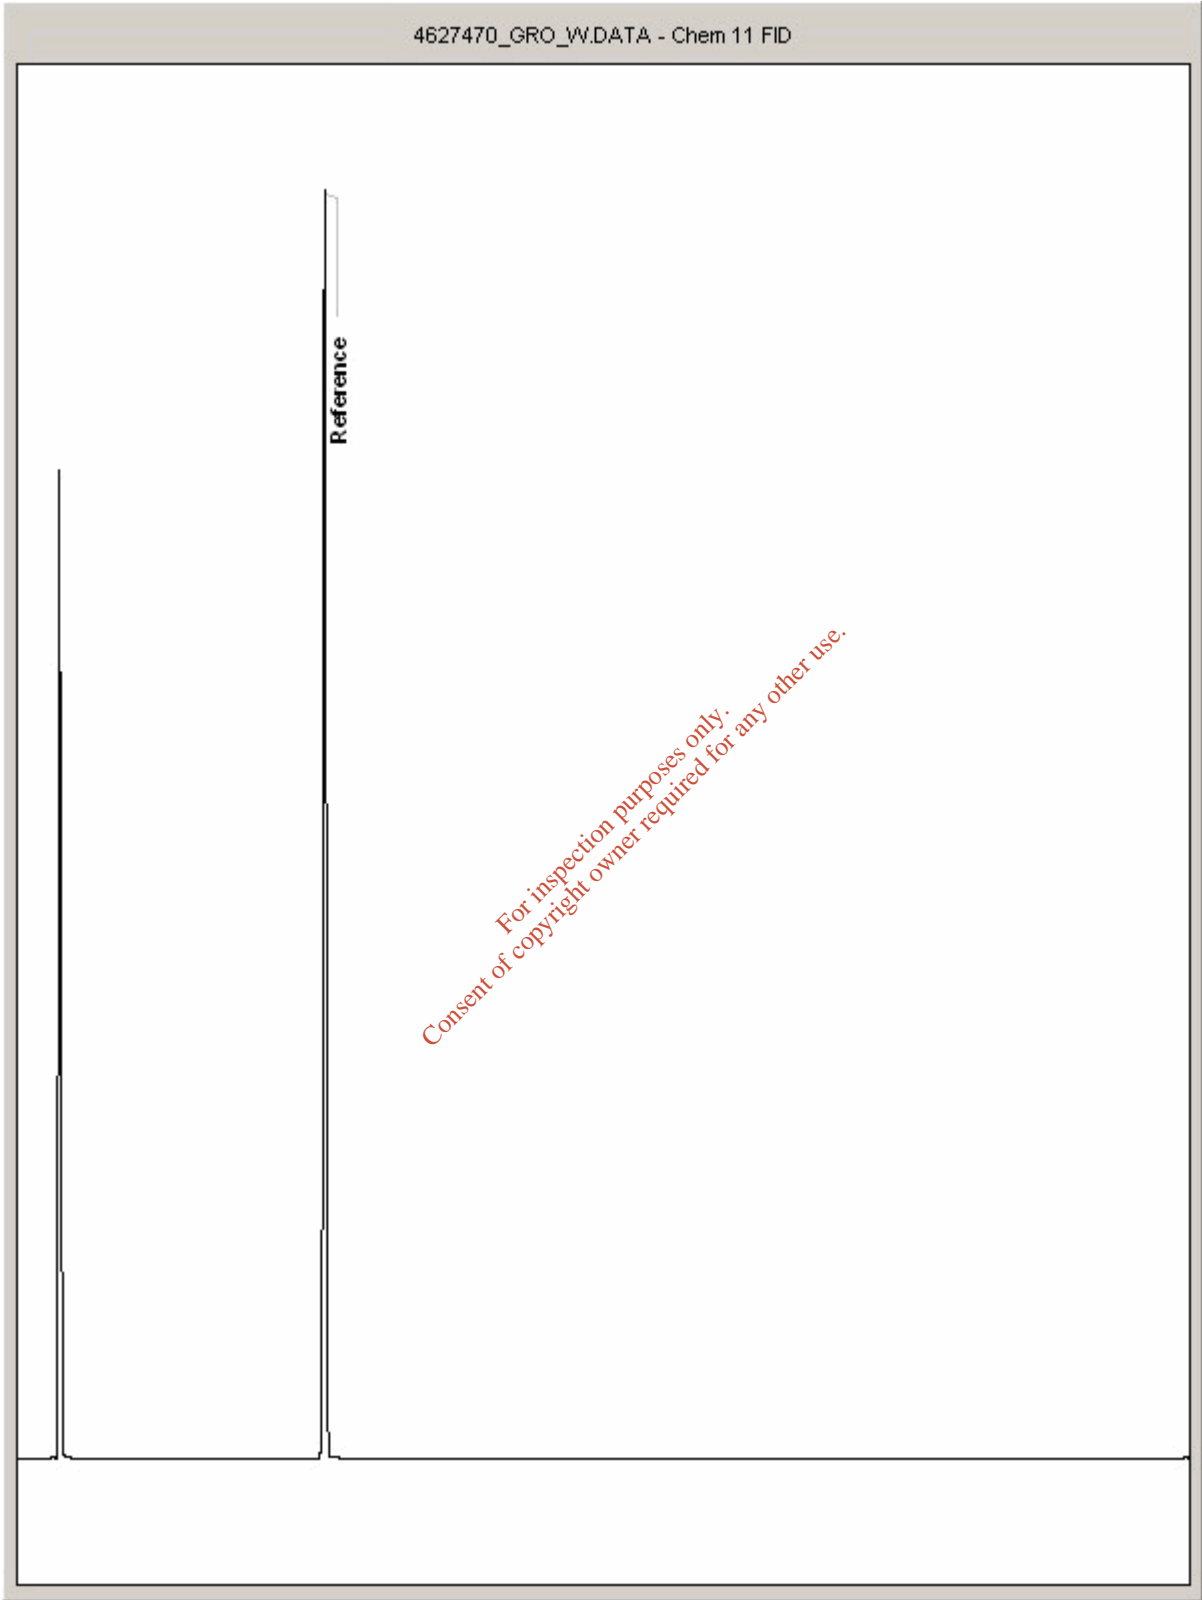 4627470_GRO_W.DATA - Chem 11 FID
Reference
For inspection purposes only.
Consent of copyright owner required for any other use.